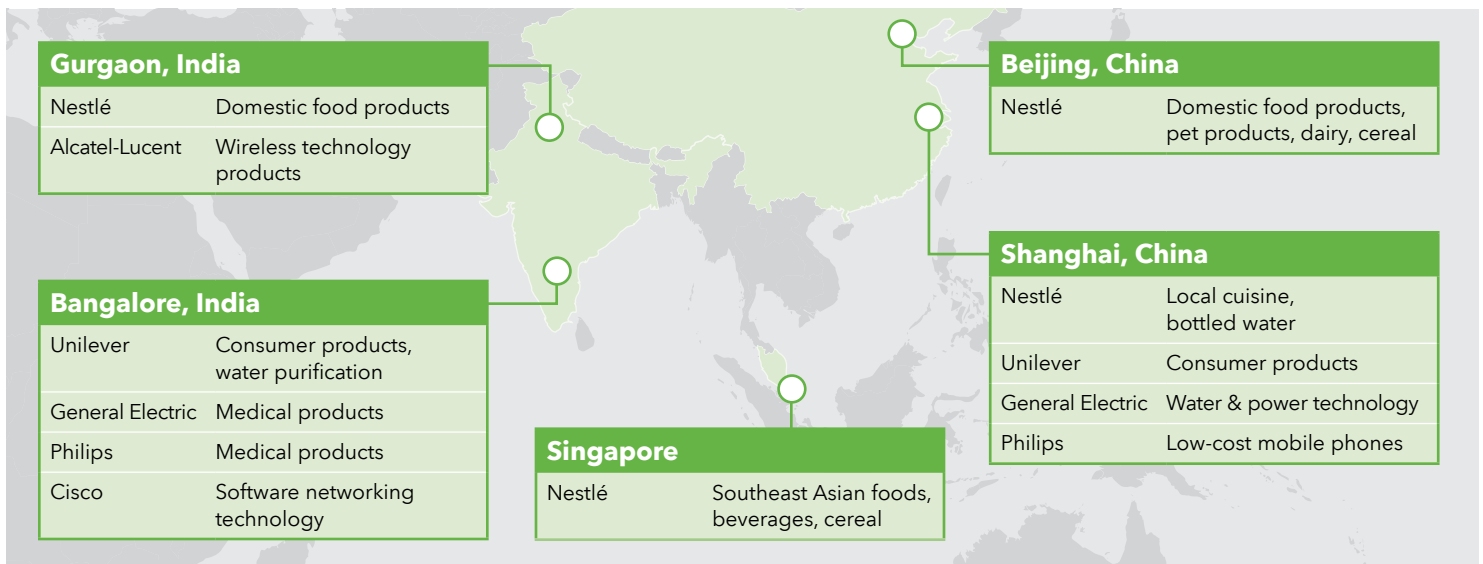 Gurgaon, India
Nestlé Domestic food products
Alcatel-Lucent Wireless technology
products
Bangalore, India
Unilever Consumer products,
water purification
General Electric Medical products
Philips Medical products
Cisco Software networking
technology
Singapore
Nestlé Southeast Asian foods,
beverages, cereal
Beijing, China
Nestlé Domestic food products,
pet products, dairy, cereal
Shanghai, China
Nestlé Local cuisine,
bottled water
Unilever Consumer products
General Electric Water & power technology
Philips Low-cost mobile phones